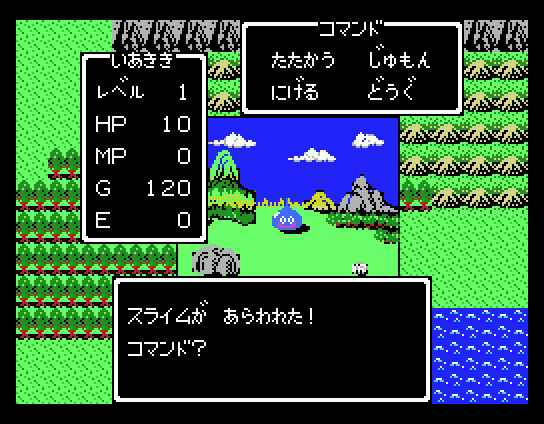 コマンド
たたかう じゅもん
にげる どうぐ
いあきき
レベル 1
HP 10
MP 0
G 120
E 0
スライムが あらわれた!
コマンド?